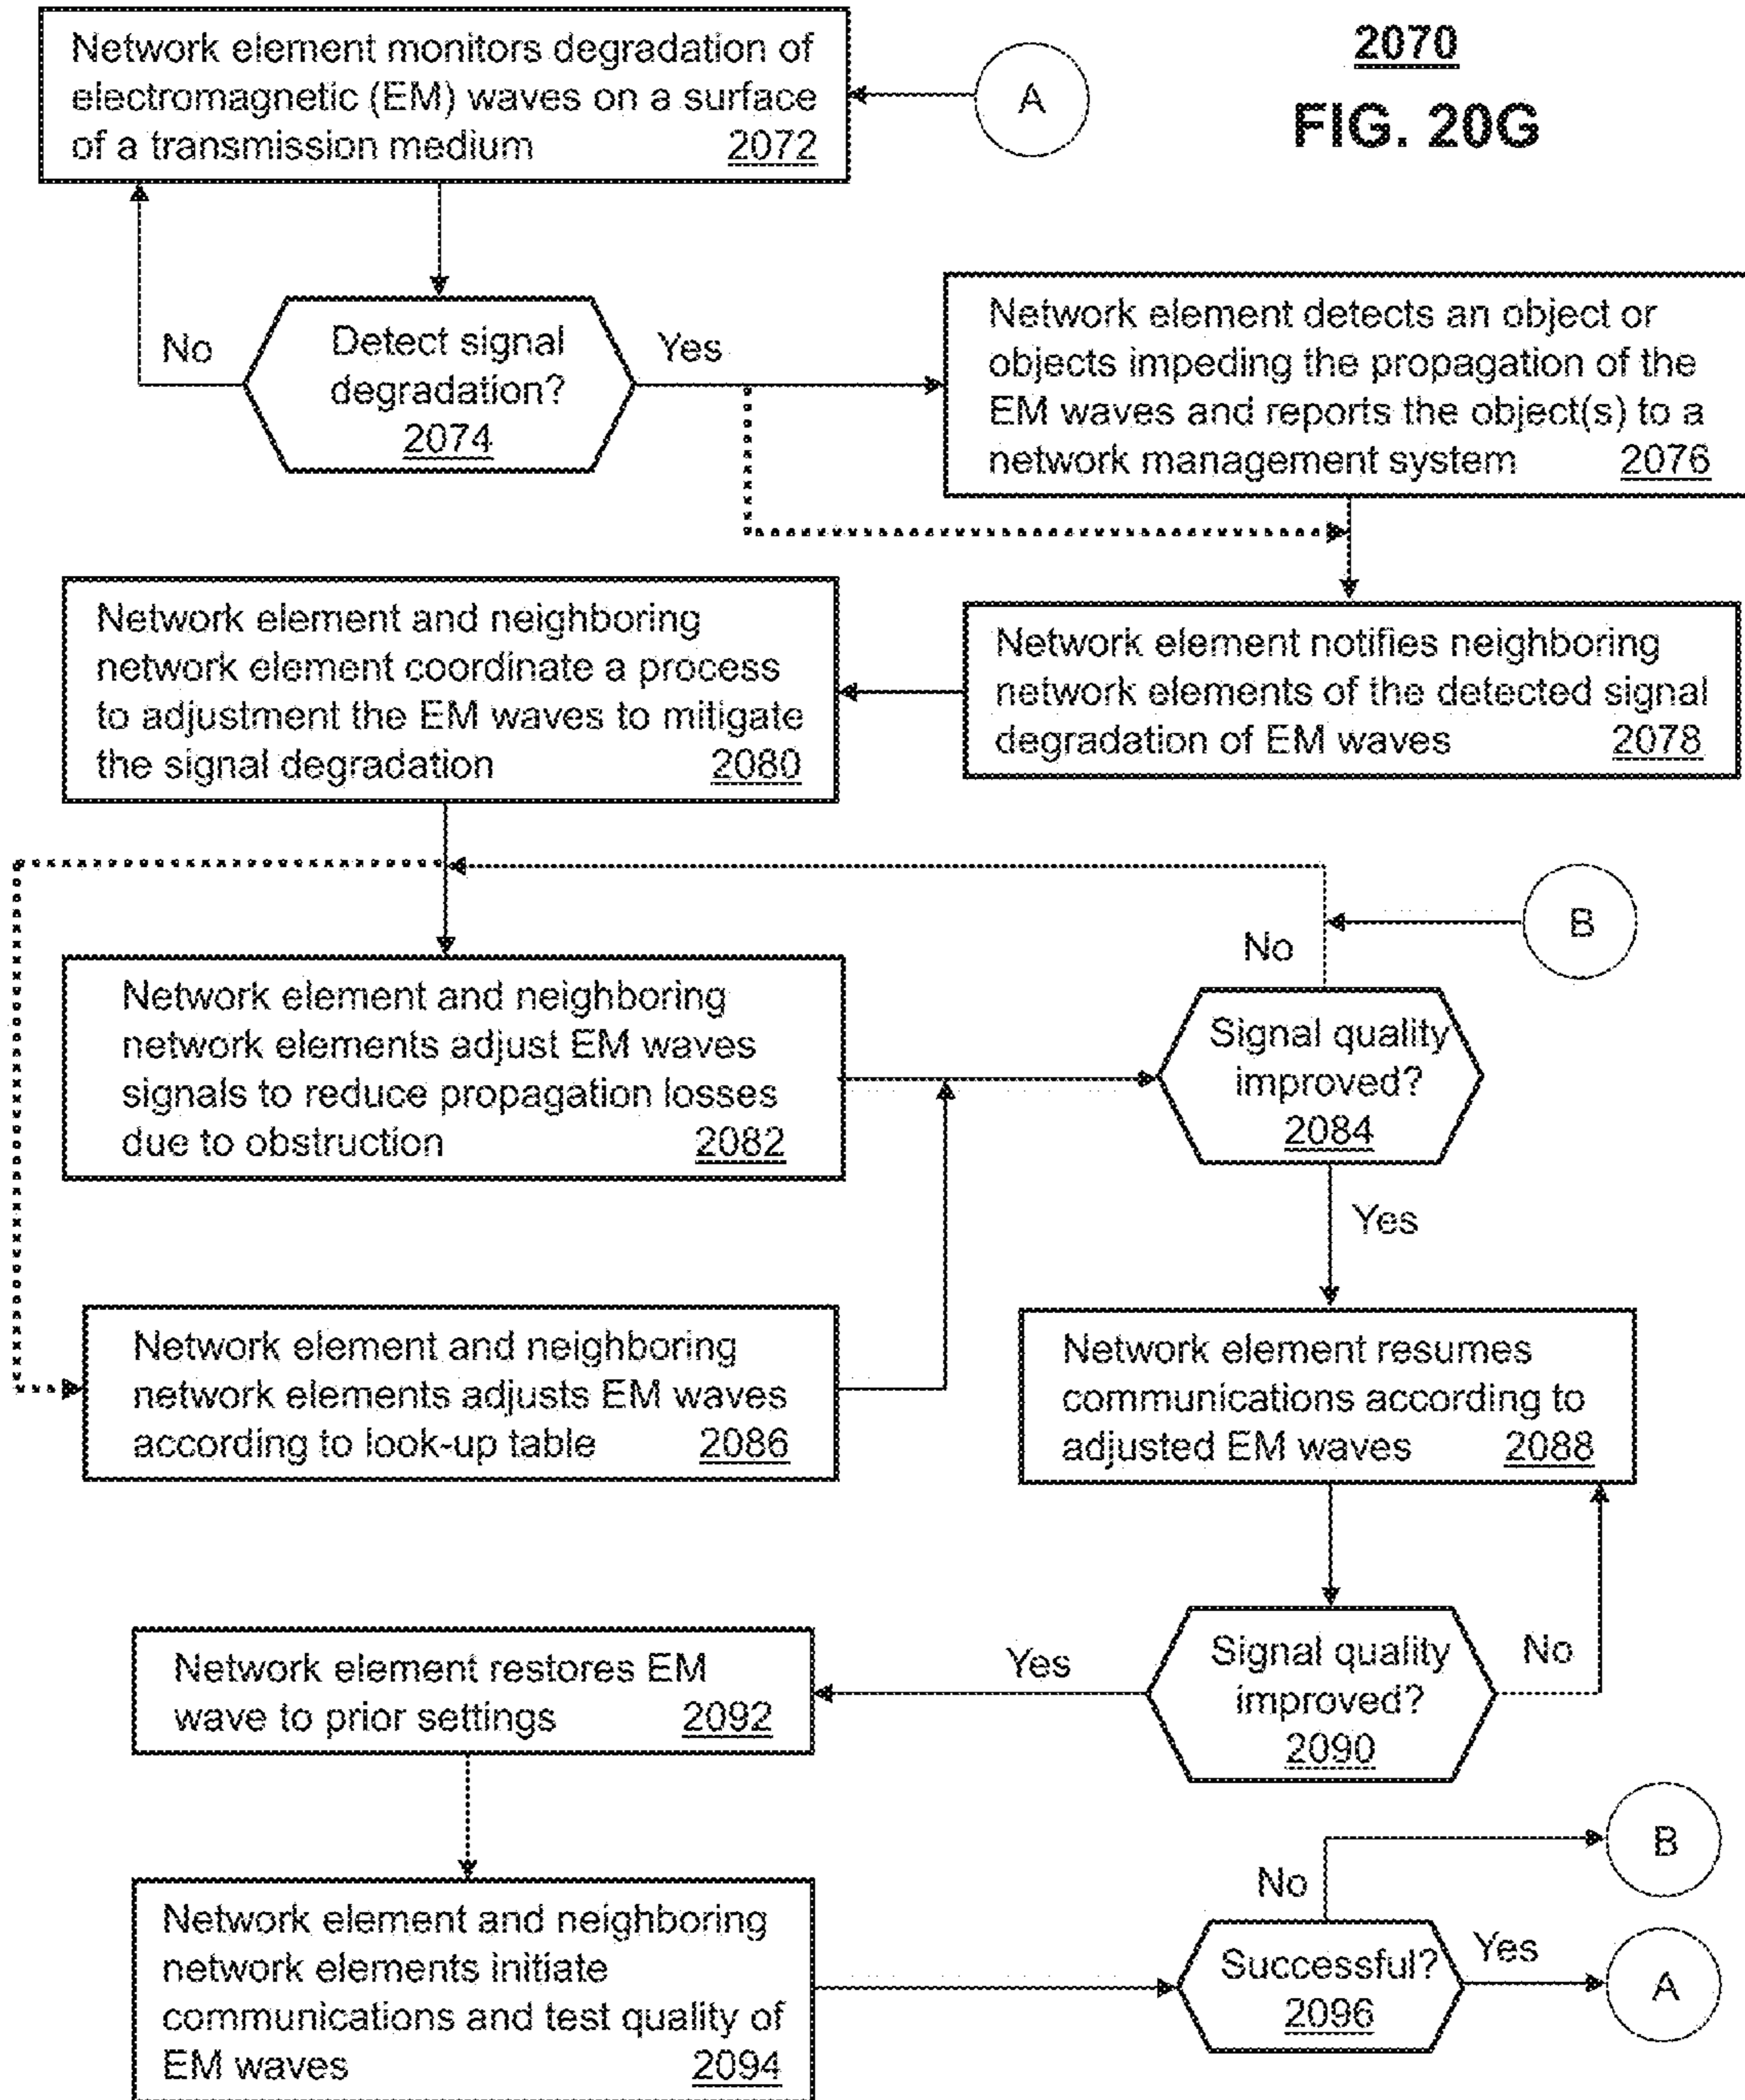 2070
FIG. 20G
Network element monitors degradation of
electromagnetic (EM) waves on a surface
of a transmission medium 2072
A
Detect signal
degradation?
2074
No
Yes
Network element detects an object or
objects impeding the propagation of the
EM waves and reports the object(s) to a
network management system 2076
Network element notifies neighboring
network elements of the detected signal
degradation of EM waves 2078
Network element and neighboring
network element coordinate a process
to adjustment the EM waves to mitigate
the signal degradation 2080
B
No
Network element and neighboring
network elements adjust EM waves
signals to reduce propagation losses
due to obstruction 2082
Signal quality
improved?
2084
Yes
Network element and neighboring
network elements adjusts EM waves
according to look-up table 2086
Network element resumes
communications according to
adjusted EM waves 2088
Signal quality
improved?
2090
No
Yes
Network element restores EM
wave to prior settings 2092
Network element and neighboring
network elements initiate
communications and test quality of
EM waves 2094
Successful?
2096
No
B
Yes
A